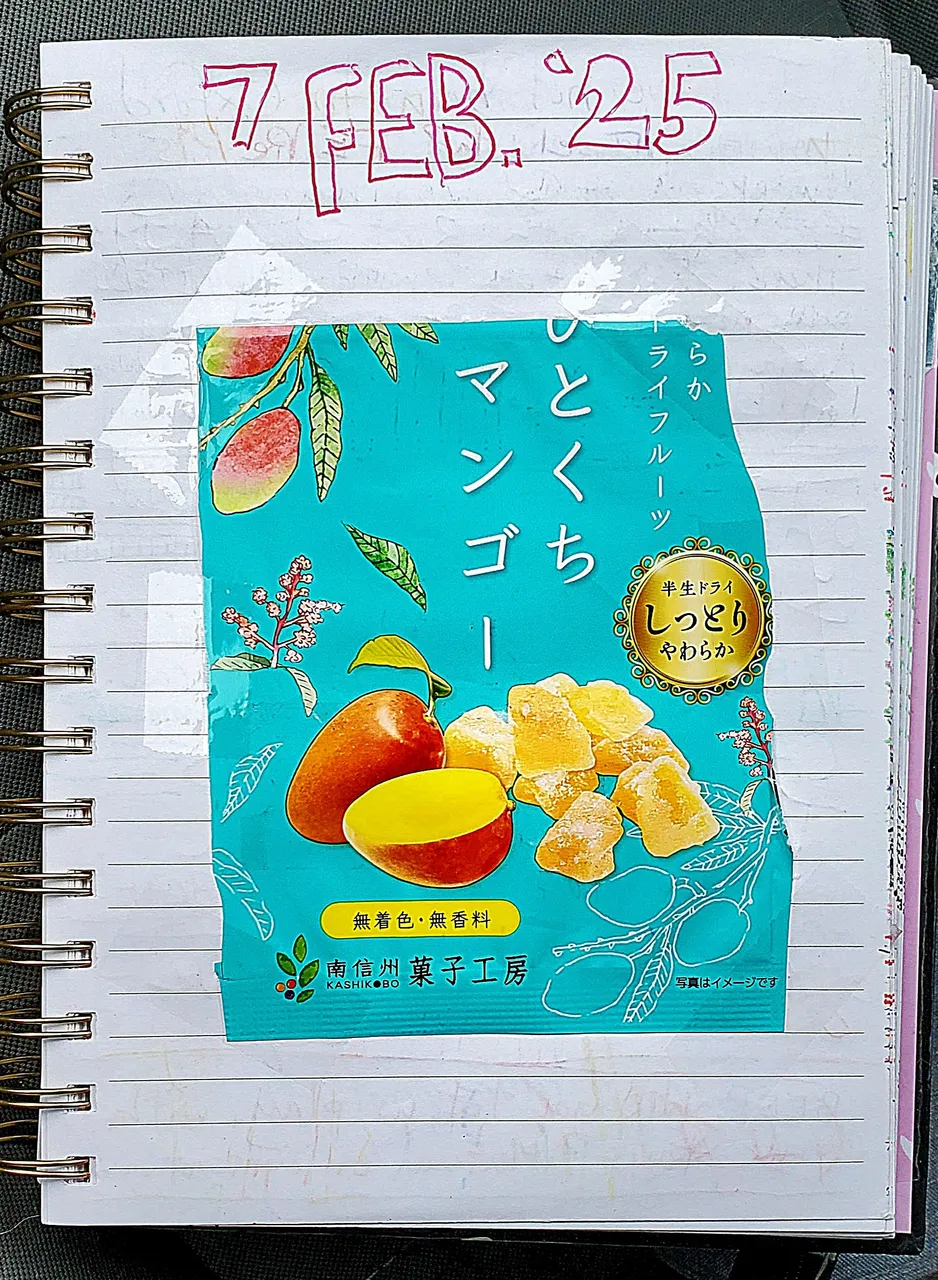 7 FEB. '25
らか
ライフルーツ
ひとくち
マンゴー
半生ドライ
しっとり
やわらか
無着色・無香料
南信州 菓子工房
KASHIKOBO
写真はイメージです